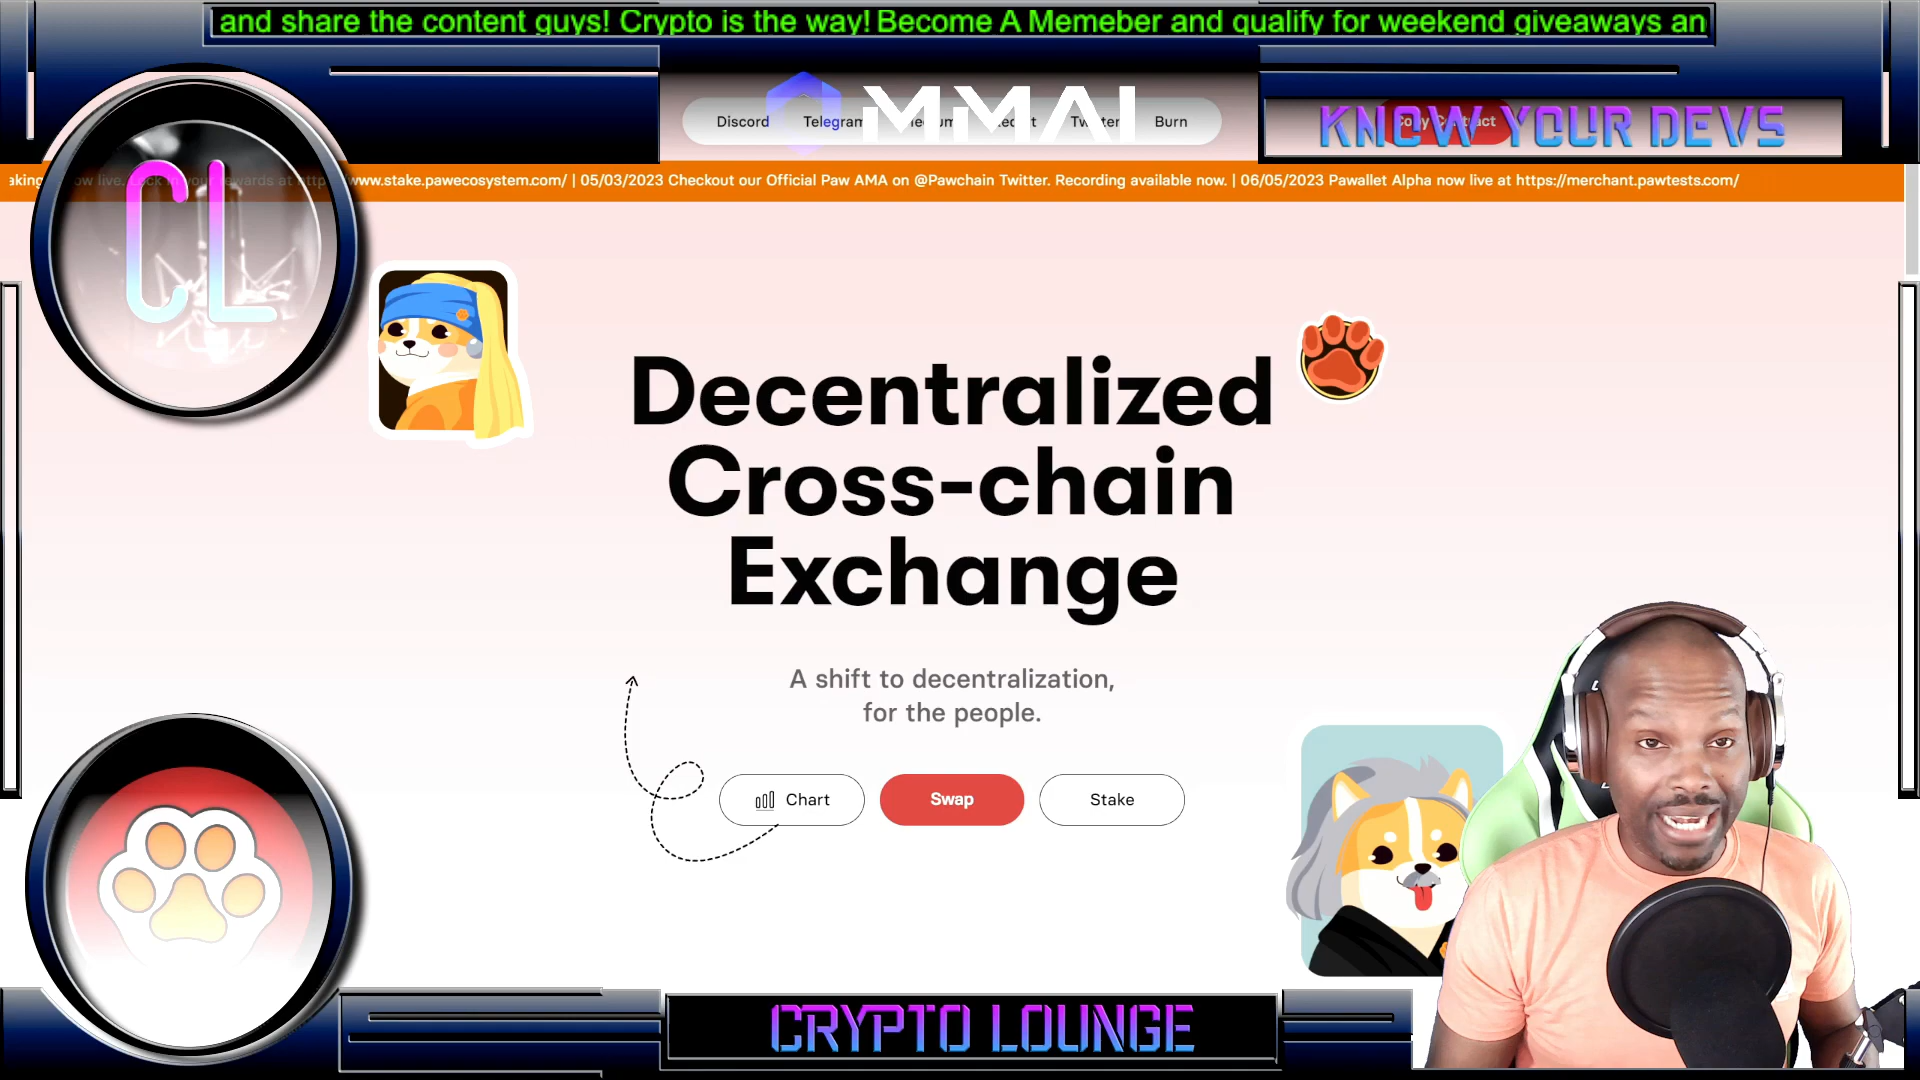 and share the content guys! Crypto is the way! Become A Memeber and qualify for weekend giveaways an
MMAI
Discord Telegram Twitter Burn
KNOW YOUR DEVS
www.stake.pawecosystem.com/ | 05/03/2023 Checkout our Official Paw AMA on @Pawchain Twitter. Recording available now. | 06/05/2023 Pawallet Alpha now live at https://merchant.pawtests.com/
CL
Decentralized
Cross-chain
Exchange
A shift to decentralization,
for the people.
Chart Swap Stake
CRYPTO LOUNGE